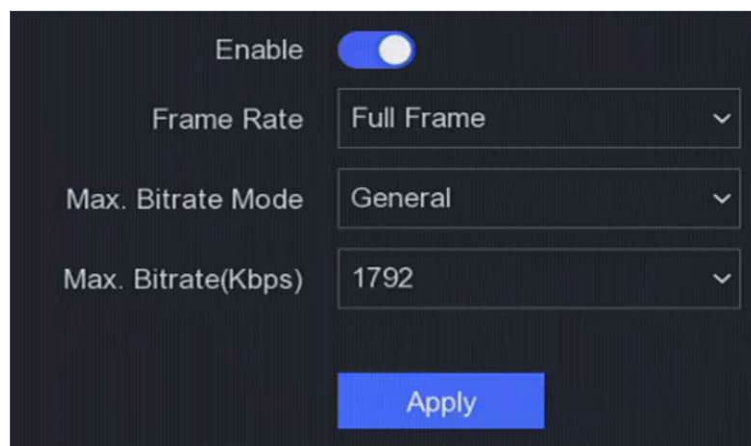 Enable
Frame Rate Full Frame
Max. Bitrate Mode General
Max. Bitrate(Kbps) 1792
Apply